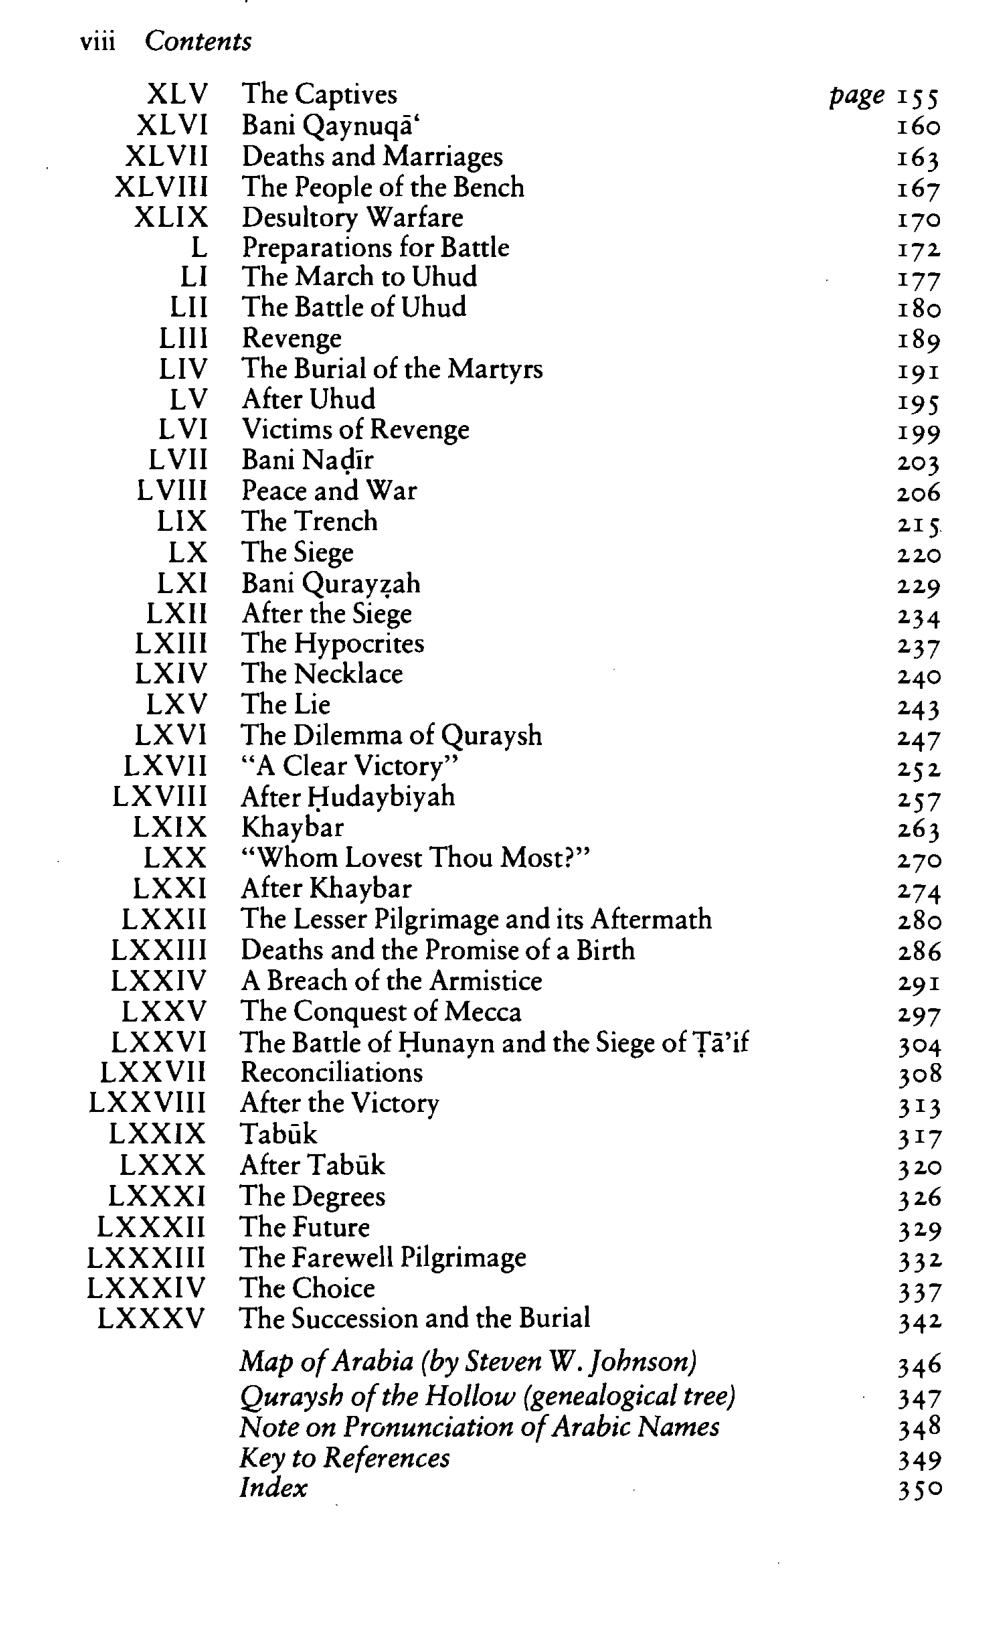 viii Contents
XLV The Captives page 155
XLVI Bani Qaynuqā‘ 160
XLVII Deaths and Marriages 163
XLVIII The People of the Bench 167
XLIX Desultory Warfare 170
L Preparations for Battle 172
LI The March to Uhud 177
LII The Battle of Uhud 180
LIII Revenge 189
LIV The Burial of the Martyrs 191
LV After Uhud 195
LVI Victims of Revenge 199
LVII Bani Naḍīr 203
LVIII Peace and War 206
LIX The Trench 215
LX The Siege 220
LXI Bani Qurayẓah 229
LXII After the Siege 234
LXIII The Hypocrites 237
LXIV The Necklace 240
LXV The Lie 243
LXVI The Dilemma of Quraysh 247
LXVII “A Clear Victory” 252
LXVIII After Ḥudaybiyah 257
LXIX Khaybar 263
LXX “Whom Lovest Thou Most?” 270
LXXI After Khaybar 274
LXXII The Lesser Pilgrimage and its Aftermath 280
LXXIII Deaths and the Promise of a Birth 286
LXXIV A Breach of the Armistice 291
LXXV The Conquest of Mecca 297
LXXVI The Battle of Ḥunayn and the Siege of Ṭā’if 304
LXXVII Reconciliations 308
LXXVIII After the Victory 313
LXXIX Tabūk 317
LXXX After Tabūk 320
LXXXI The Degrees 326
LXXXII The Future 329
LXXXIII The Farewell Pilgrimage 332
LXXXIV The Choice 337
LXXXV The Succession and the Burial 342
Map of Arabia (by Steven W. Johnson) 346
Quraysh of the Hollow (genealogical tree) 347
Note on Pronunciation of Arabic Names 348
Key to References 349
Index 350